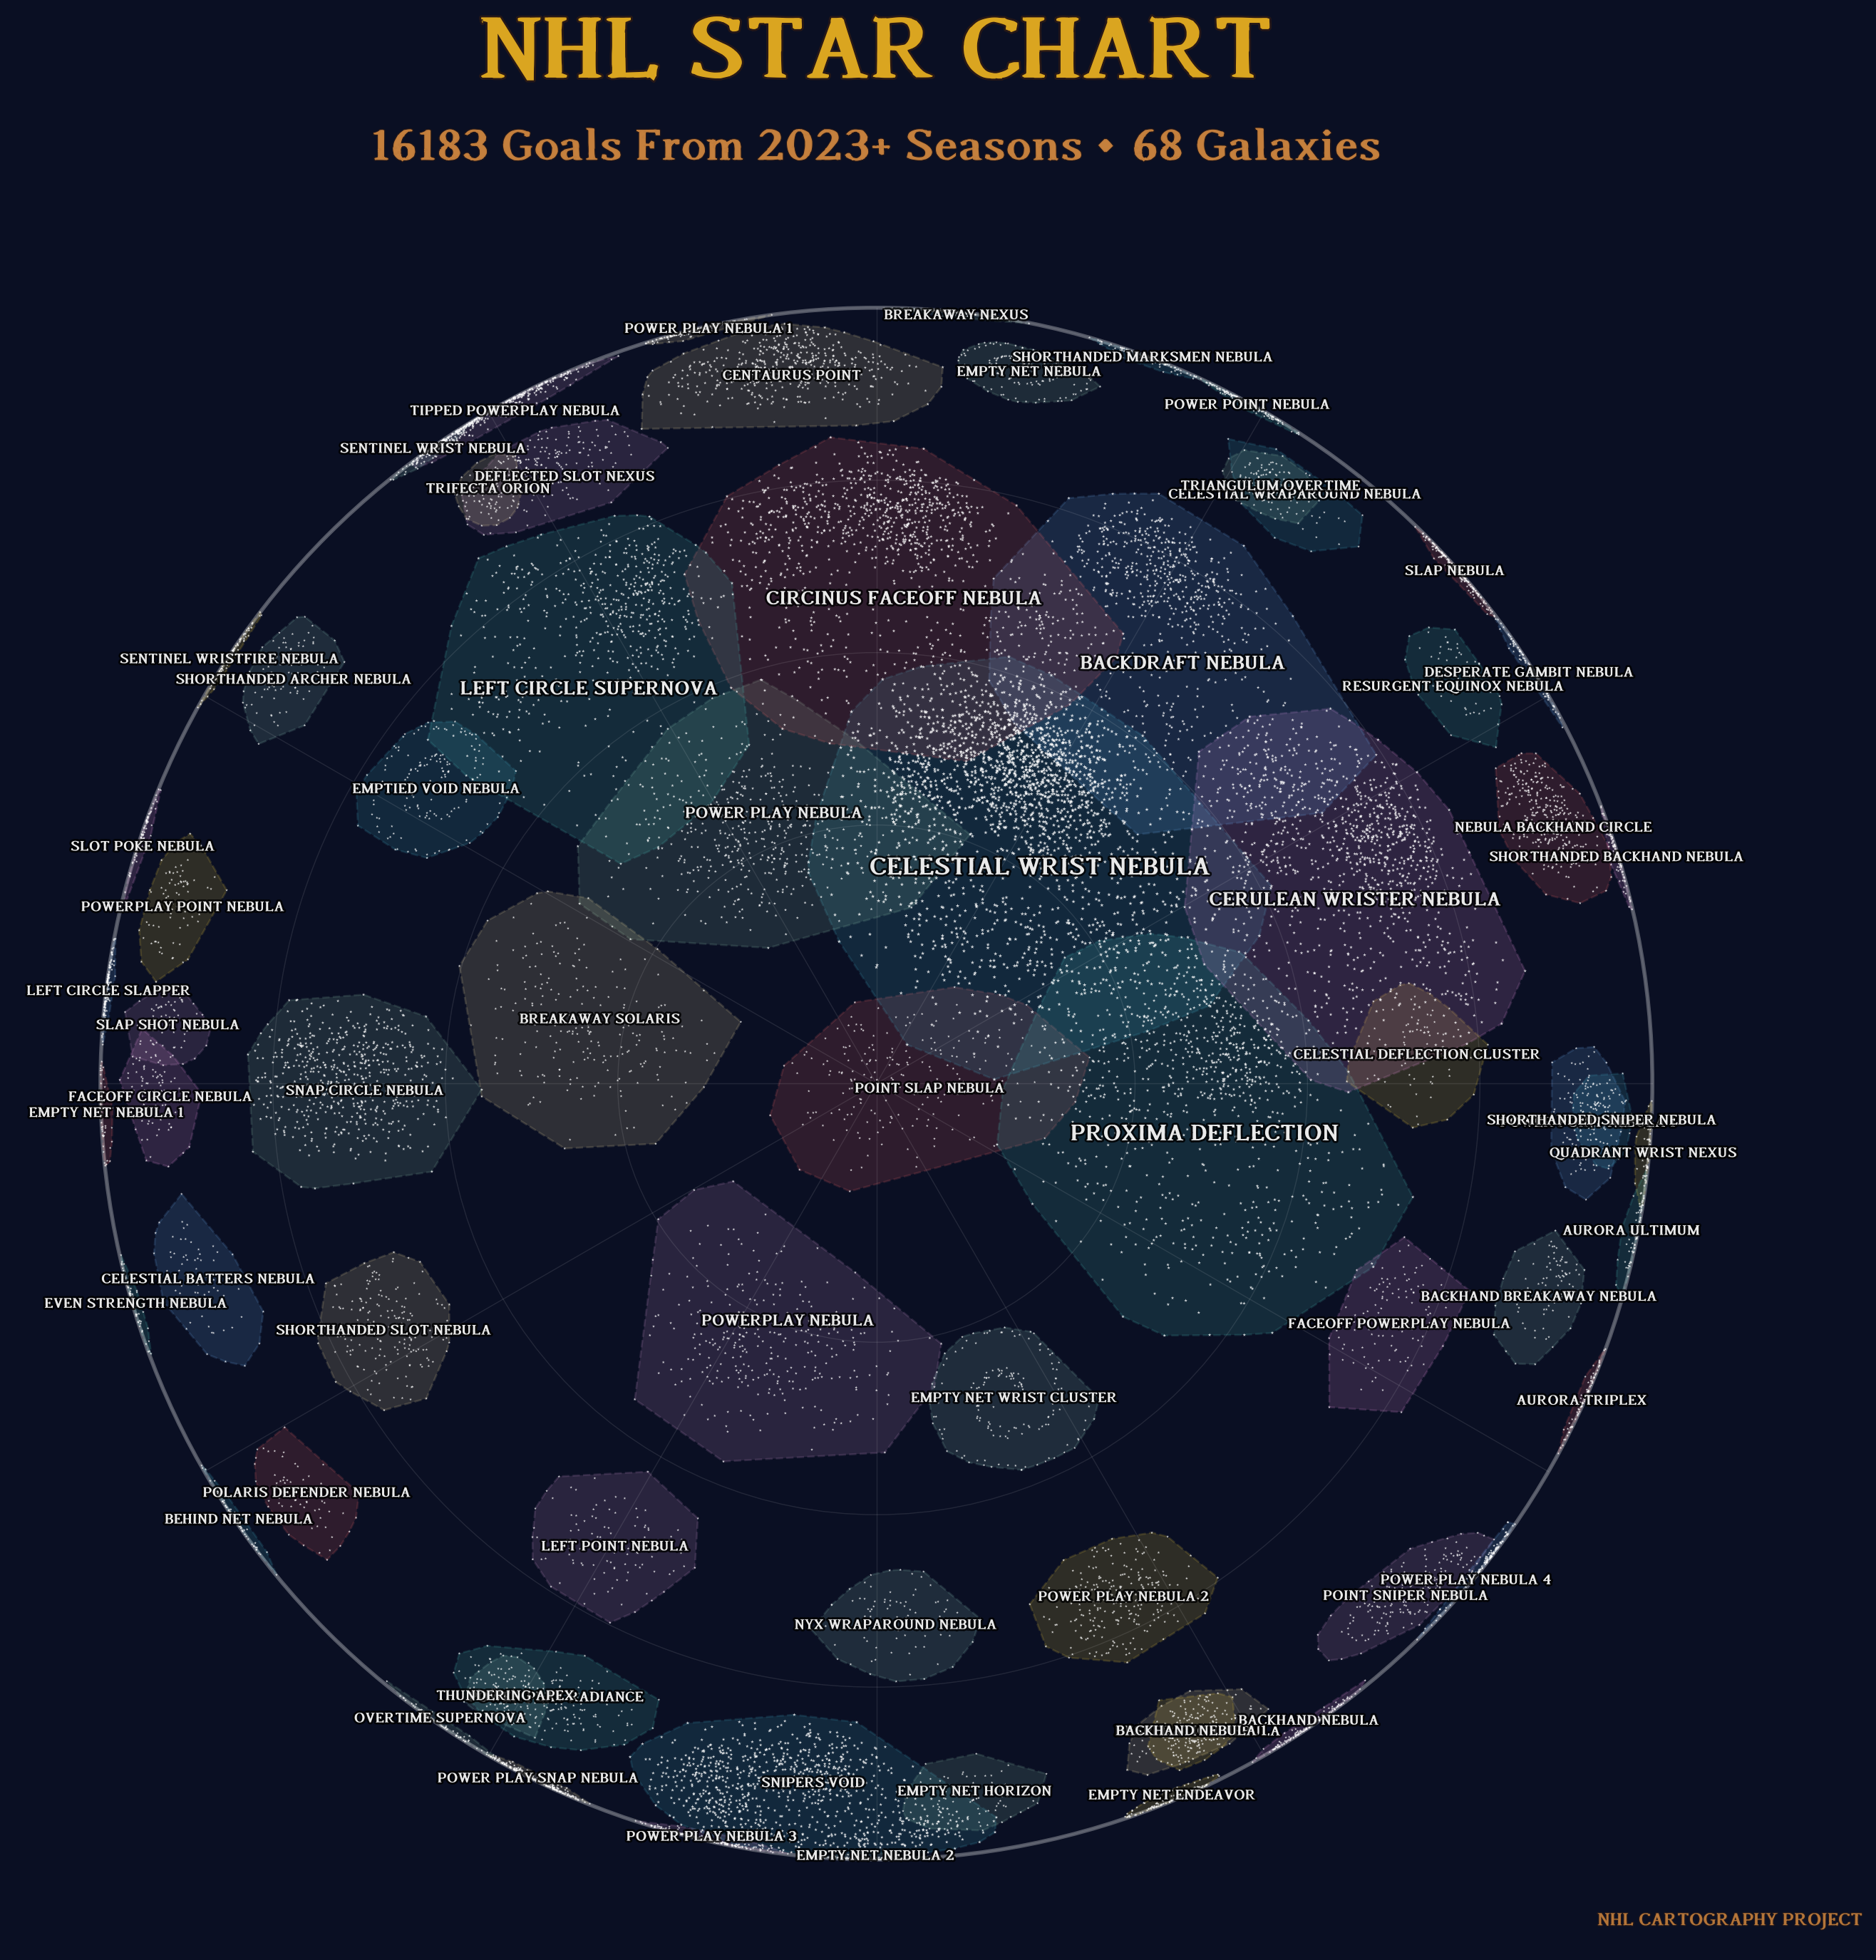 NHL STAR CHART
16183 Goals From 2023+ Seasons • 68 Galaxies
BREAKAWAY NEXUS
POWER PLAY NEBULA 1
SHORTHANDED MARKSMEN NEBULA
EMPTY NET NEBULA
CENTAURUS POINT
POWER POINT NEBULA
TIPPED POWERPLAY NEBULA
SENTINEL WRIST NEBULA
DEFLECTED SLOT NEXUS
TRIFECTA ORION
TRIANGULUM OVERTIME
CELESTIAL WRAPAROUND NEBULA
SLAP NEBULA
CIRCINUS FACEOFF NEBULA
SENTINEL WRISTFIRE NEBULA
BACKDRAFT NEBULA
DESPERATE GAMBIT NEBULA
SHORTHANDED ARCHER NEBULA
RESURGENT EQUINOX NEBULA
LEFT CIRCLE SUPERNOVA
EMPTIED VOID NEBULA
POWER PLAY NEBULA
NEBULA BACKHAND CIRCLE
SLOT POKE NEBULA
SHORTHANDED BACKHAND NEBULA
CELESTIAL WRIST NEBULA
CERULEAN WRISTER NEBULA
POWERPLAY POINT NEBULA
LEFT CIRCLE SLAPPER
BREAKAWAY SOLARIS
SLAP SHOT NEBULA
CELESTIAL DEFLECTION CLUSTER
POINT SLAP NEBULA
SNAP CIRCLE NEBULA
FACEOFF CIRCLE NEBULA
EMPTY NET NEBULA 1
SHORTHANDED SNIPER NEBULA
PROXIMA DEFLECTION
QUADRANT WRIST NEXUS
AURORA ULTIMUM
CELESTIAL BATTERS NEBULA
BACKHAND BREAKAWAY NEBULA
EVEN STRENGTH NEBULA
POWERPLAY NEBULA
FACEOFF POWERPLAY NEBULA
SHORTHANDED SLOT NEBULA
EMPTY NET WRIST CLUSTER
AURORA TRIPLEX
POLARIS DEFENDER NEBULA
BEHIND NET NEBULA
LEFT POINT NEBULA
POWER PLAY NEBULA 4
POINT SNIPER NEBULA
POWER PLAY NEBULA 2
NYX WRAPAROUND NEBULA
THUNDERING APEX
OVERTIME SUPERNOVA
BACKHAND NEBULA
BACKHAND NEBULA 1
POWER PLAY SNAP NEBULA
SNIPERS VOID
EMPTY NET HORIZON
EMPTY NET ENDEAVOR
POWER PLAY NEBULA 3
EMPTY NET NEBULA 2
NHL CARTOGRAPHY PROJECT